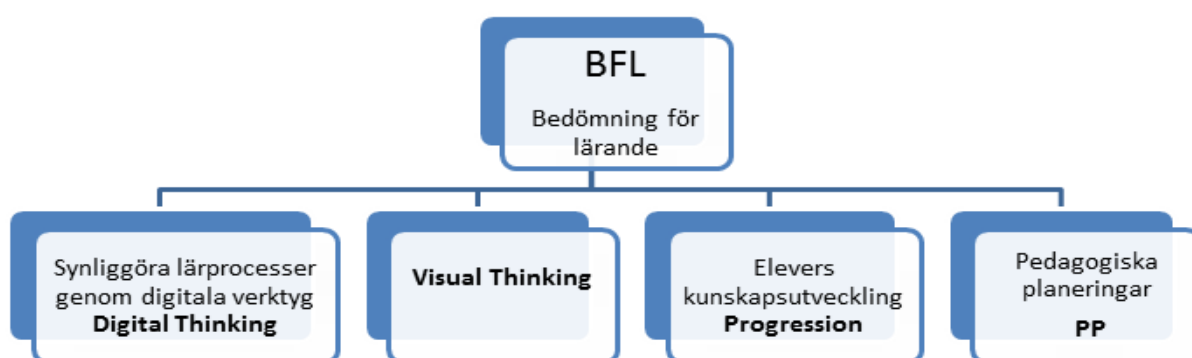 BFL
Bedömning för
lärande
Synliggöra lärprocesser
genom digitala verktyg
Digital Thinking
Visual Thinking
Elevers
kunskapsutveckling
Progression
Pedagogiska
planeringar
PP